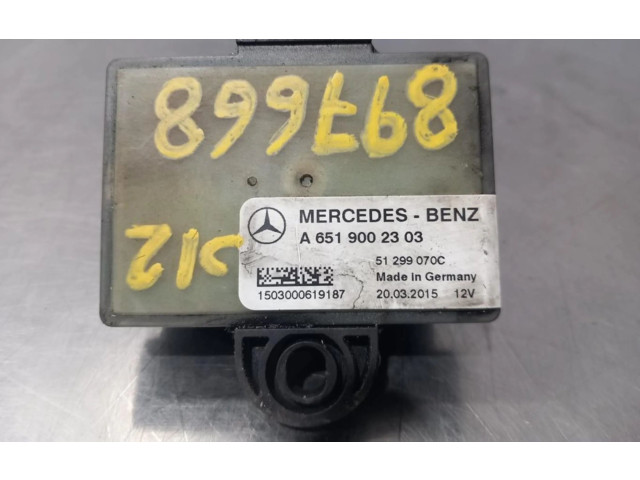 897668
MERCEDES - BENZ
A 651 900 23 03
51 299 070C
Made in Germany
1503000619187 20.03.2015 12V